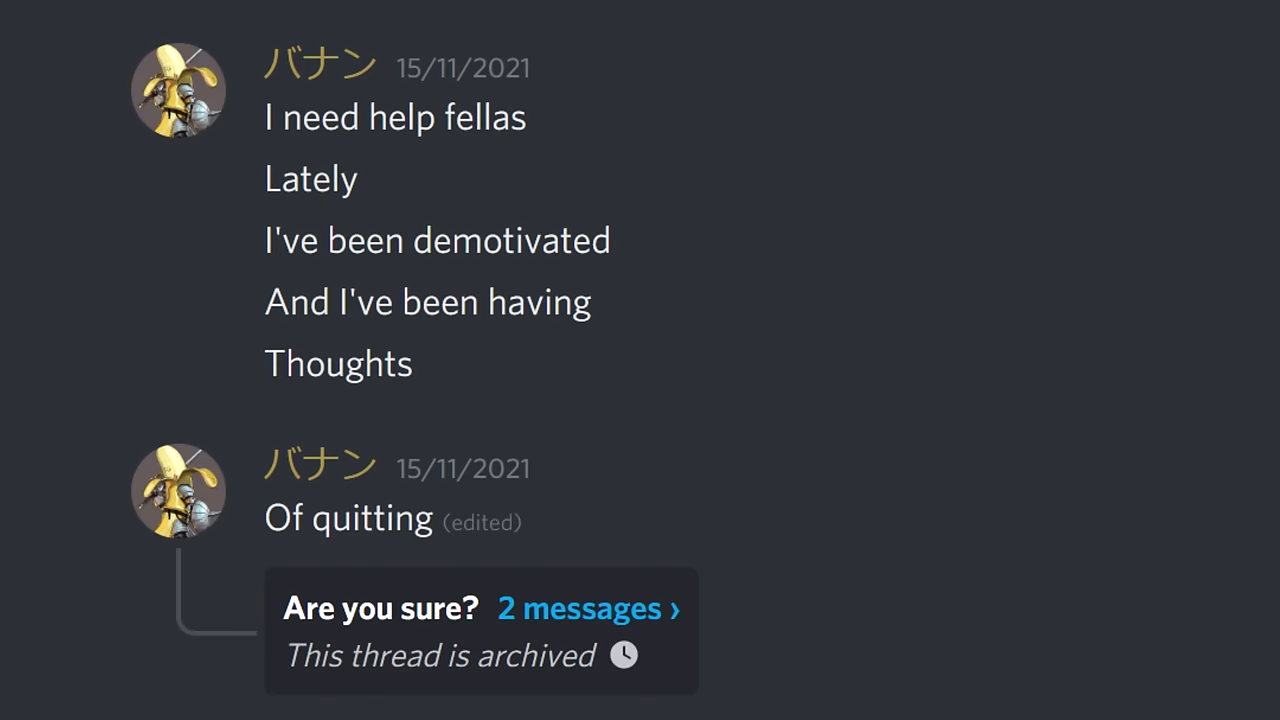 バナン 15/11/2021
I need help fellas
Lately
I've been demotivated
And I've been having
Thoughts
バナン 15/11/2021
Of quitting (edited)
Are you sure? 2 messages ›
This thread is archived